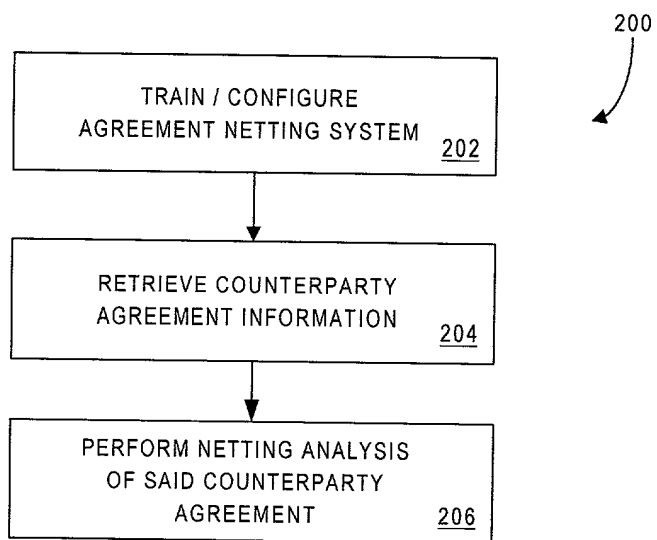 200
TRAIN / CONFIGURE
AGREEMENT NETTING SYSTEM
202
RETRIEVE COUNTERPARTY
AGREEMENT INFORMATION
204
PERFORM NETTING ANALYSIS
OF SAID COUNTERPARTY
AGREEMENT
206